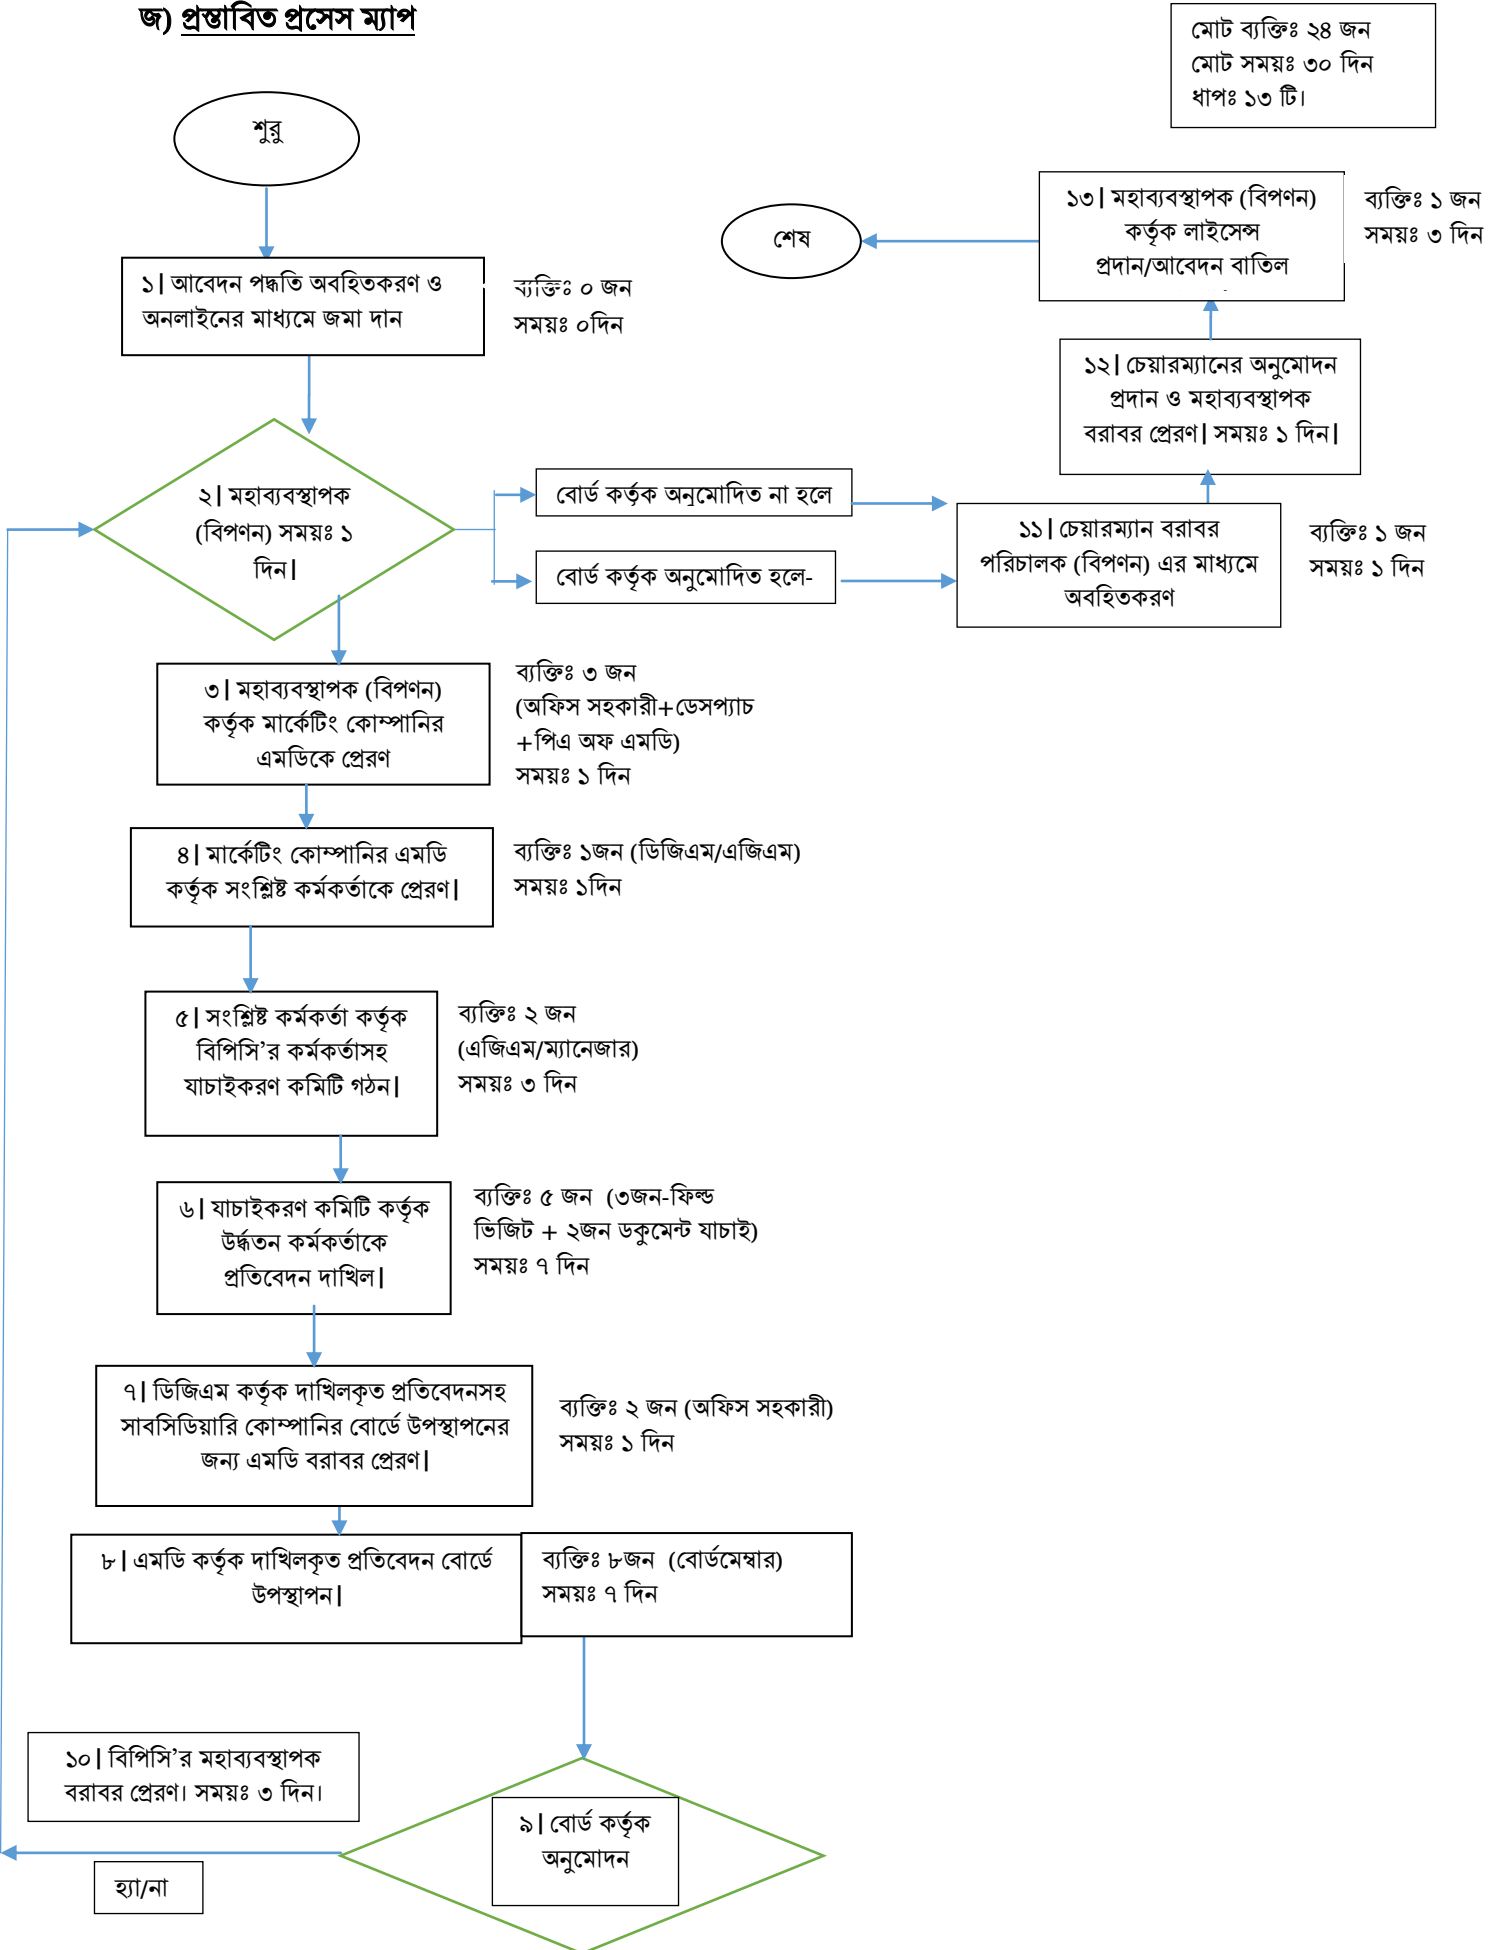 জ) প্রস্তাবিত প্রসেস ম্যাপ
মোট ব্যক্তিঃ ২৪ জন
মোট সময়ঃ ৩০ দিন
ধাপঃ ১৩ টি।
শুরু
১| আবেদন পদ্ধতি অবহিতকরণ ও
অনলাইনের মাধ্যমে জমা দান
ব্যক্তিঃ ০ জন
সময়ঃ ০দিন
২| মহাব্যবস্থাপক
(বিপণন) সময়ঃ ১
দিন|
বোর্ড কর্তৃক অনুমোদিত না হলে
বোর্ড কর্তৃক অনুমোদিত হলে-
৩| মহাব্যবস্থাপক (বিপণন)
কর্তৃক মার্কেটিং কোম্পানির
এমডিকে প্রেরণ
ব্যক্তিঃ ৩ জন
(অফিস সহকারী+ডেসপ্যাচ
+পিএ অফ এমডি)
সময়ঃ ১ দিন
৪| মার্কেটিং কোম্পানির এমডি
কর্তৃক সংশ্লিষ্ট কর্মকর্তাকে প্রেরণ|
ব্যক্তিঃ ১জন (ডিজিএম/এজিএম)
সময়ঃ ১দিন
৫| সংশ্লিষ্ট কর্মকর্তা কর্তৃক
বিপিসি’র কর্মকর্তাসহ
যাচাইকরণ কমিটি গঠন|
ব্যক্তিঃ ২ জন
(এজিএম/ম্যানেজার)
সময়ঃ ৩ দিন
৬| যাচাইকরণ কমিটি কর্তৃক
উর্দ্ধতন কর্মকর্তাকে
প্রতিবেদন দাখিল|
ব্যক্তিঃ ৫ জন (৩জন-ফিল্ড
ভিজিট + ২জন ডকুমেন্ট যাচাই)
সময়ঃ ৭ দিন
৭| ডিজিএম কর্তৃক দাখিলকৃত প্রতিবেদনসহ
সাবসিডিয়ারি কোম্পানির বোর্ডে উপস্থাপনের
জন্য এমডি বরাবর প্রেরণ|
ব্যক্তিঃ ২ জন (অফিস সহকারী)
সময়ঃ ১ দিন
৮| এমডি কর্তৃক দাখিলকৃত প্রতিবেদন বোর্ডে
উপস্থাপন|
ব্যক্তিঃ ৮জন (বোর্ডমেম্বার)
সময়ঃ ৭ দিন
৯| বোর্ড কর্তৃক
অনুমোদন
১০| বিপিসি’র মহাব্যবস্থাপক
বরাবর প্রেরণ। সময়ঃ ৩ দিন।
হ্যা/না
১১| চেয়ারম্যান বরাবর
পরিচালক (বিপণন) এর মাধ্যমে
অবহিতকরণ
ব্যক্তিঃ ১ জন
সময়ঃ ১ দিন
১২| চেয়ারম্যানের অনুমোদন
প্রদান ও মহাব্যবস্থাপক
বরাবর প্রেরণ| সময়ঃ ১ দিন|
১৩| মহাব্যবস্থাপক (বিপণন)
কর্তৃক লাইসেন্স
প্রদান/আবেদন বাতিল
ব্যক্তিঃ ১ জন
সময়ঃ ৩ দিন
শেষ